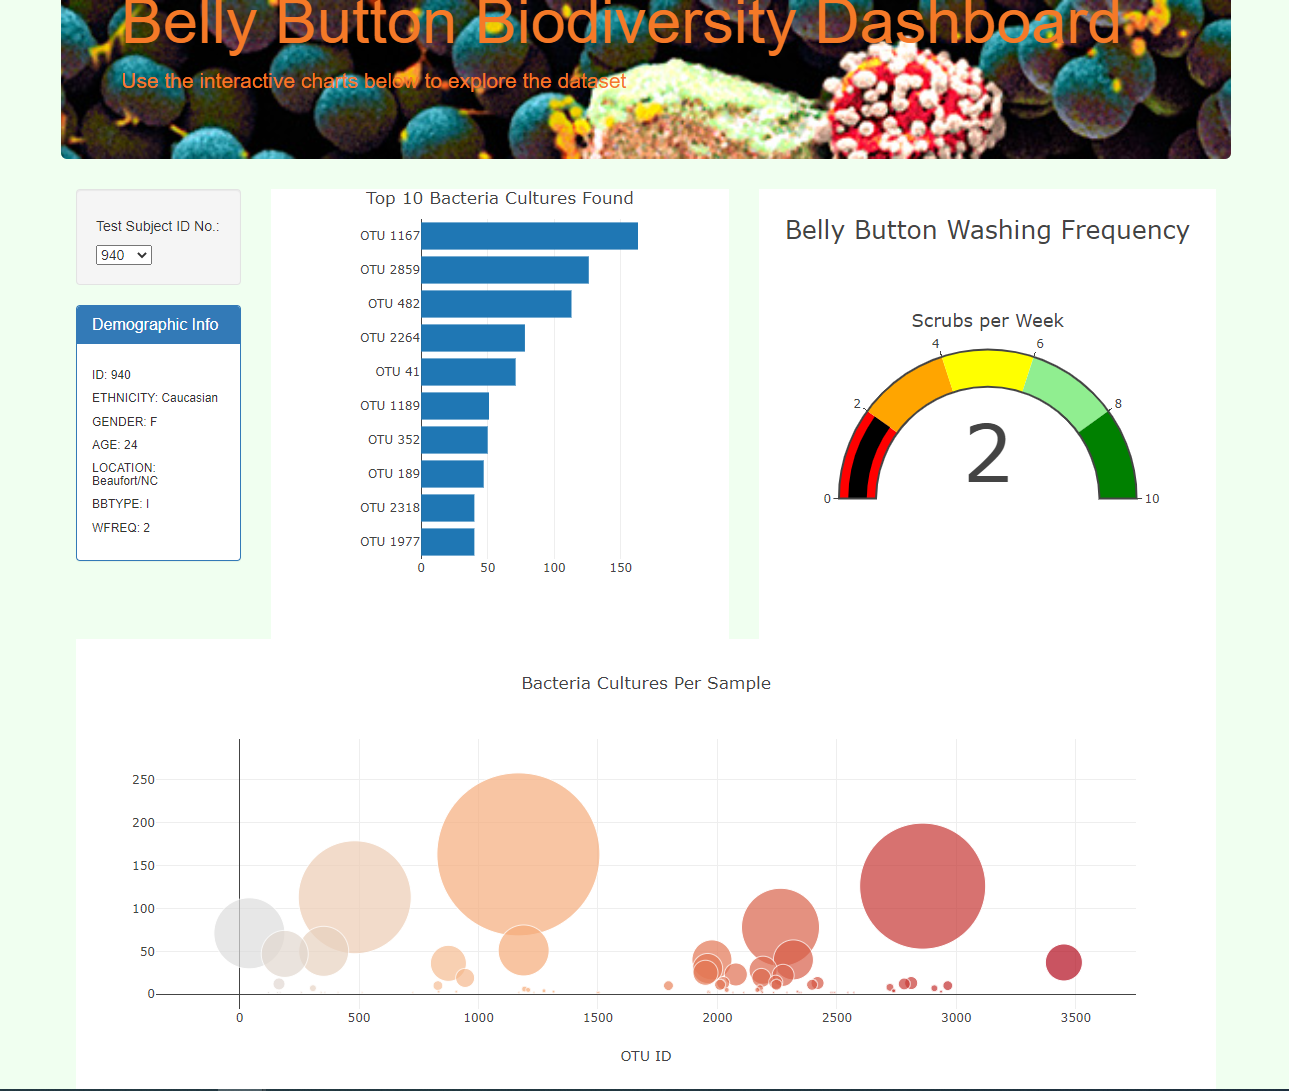 Belly Button Biodiversity Dashboard
Use the interactive charts below to explore the dataset
Test Subject ID No.:
940
Demographic Info
ID: 940
ETHNICITY: Caucasian
GENDER: F
AGE: 24
LOCATION:
Beaufort/NC
BBTYPE: I
WFREQ: 2
Top 10 Bacteria Cultures Found
OTU 1167
OTU 2859
OTU 482
OTU 2264
OTU 41
OTU 1189
OTU 352
OTU 189
OTU 2318
OTU 1977
0 50 100 150
Belly Button Washing Frequency
Scrubs per Week
4 6
2 8
2
0 10
Bacteria Cultures Per Sample
250
200
150
100
50
0
0 500 1000 1500 2000 2500 3000 3500
OTU ID